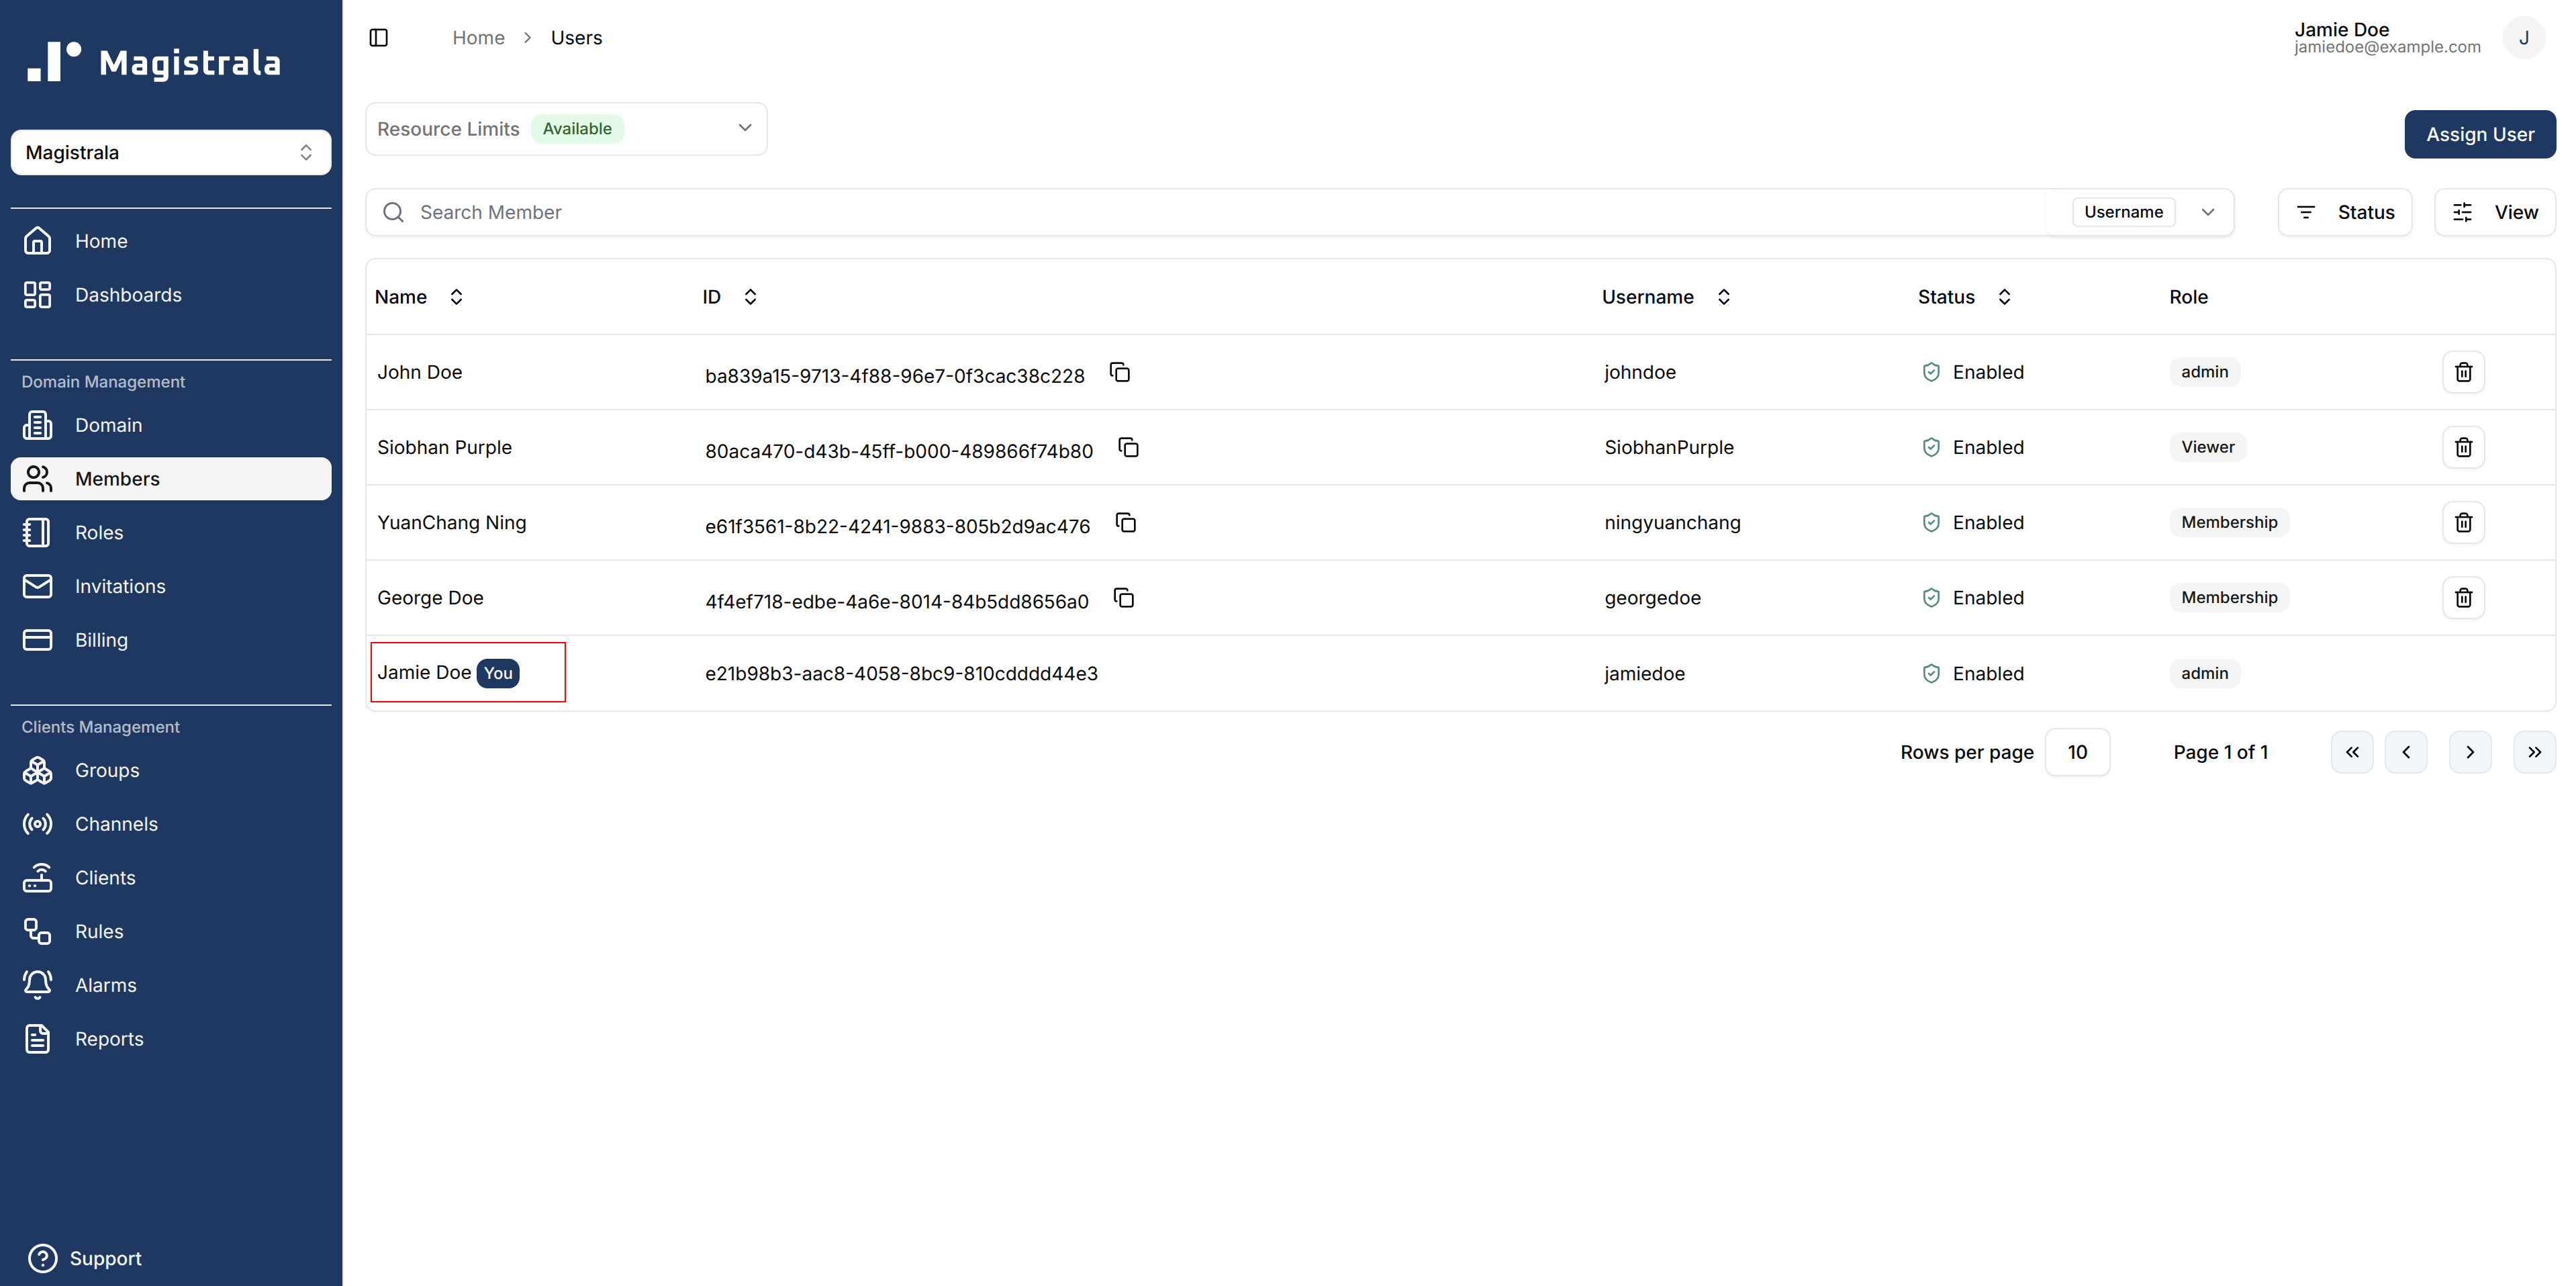 Magistrala
Magistrala
Home
Dashboards
Domain Management
Domain
Members
Roles
Invitations
Billing
Clients Management
Groups
Channels
Clients
Rules
Alarms
Reports
Support
Home > Users
Jamie Doe
jamiedoe@example.com
J
Resource Limits Available
Assign User
Search Member Username Status View
Name ID Username Status Role
John Doe ba839a15-9713-4f88-96e7-0f3cac38c228 johndoe Enabled admin
Siobhan Purple 80aca470-d43b-45ff-b000-489866f74b80 SiobhanPurple Enabled Viewer
YuanChang Ning e61f3561-8b22-4241-9883-805b2d9ac476 ningyuanchang Enabled Membership
George Doe 4f4ef718-edbe-4a6e-8014-84b5dd8656a0 georgedoe Enabled Membership
Jamie Doe You e21b98b3-aac8-4058-8bc9-810cdddd44e3 jamiedoe Enabled admin
Rows per page 10 Page 1 of 1